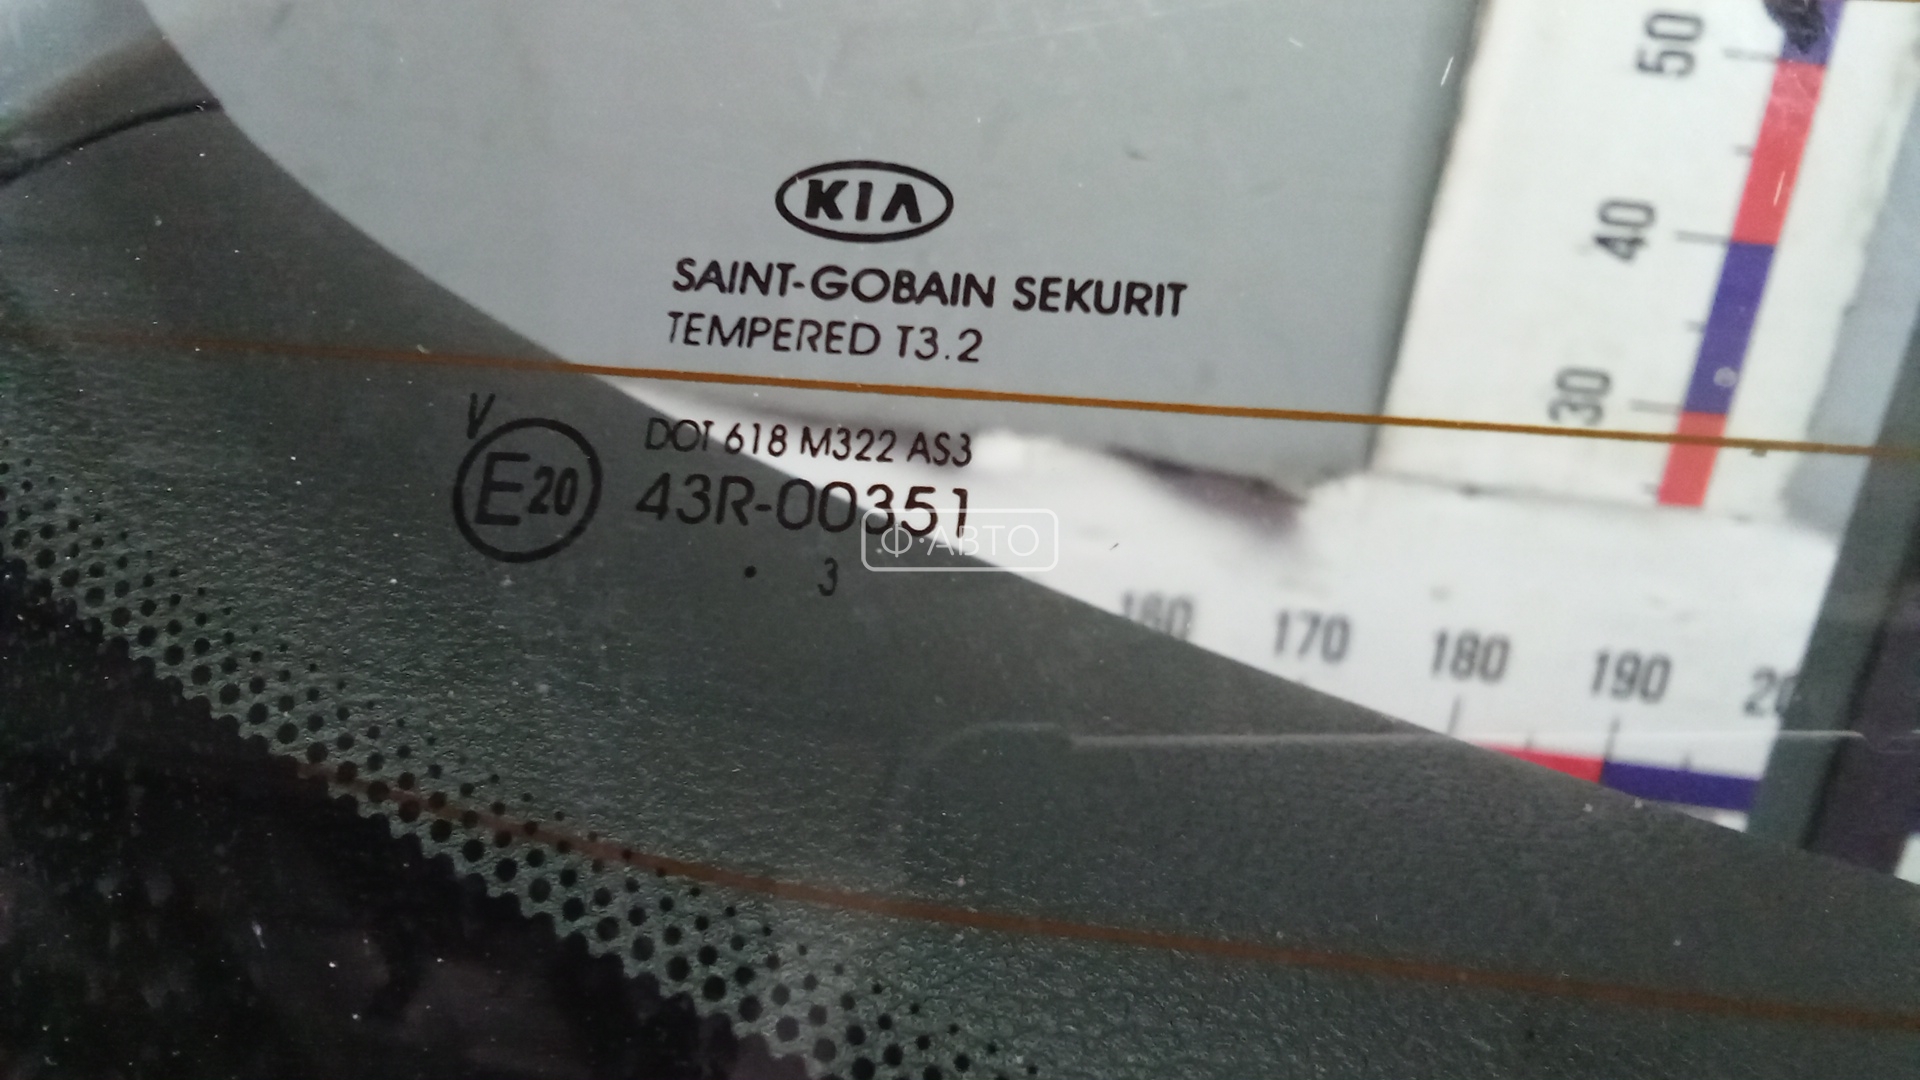 KIA
SAINT-GOBAIN SEKURIT
TEMPERED T3.2
V
E20
DOT 618 M322 AS3
43R-00351
. 3
Ф·АВТО
50
40
30
160
170
180
190